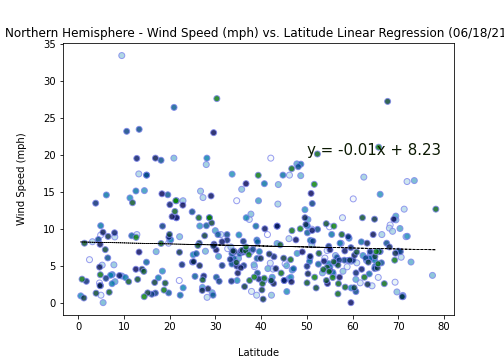 Northern Hemisphere - Wind Speed (mph) vs. Latitude Linear Regression (06/18/21
35
30
25
20
15
10
5
0
Wind Speed (mph)
y = -0.01x + 8.23
0 10 20 30 40 50 60 70 80
Latitude